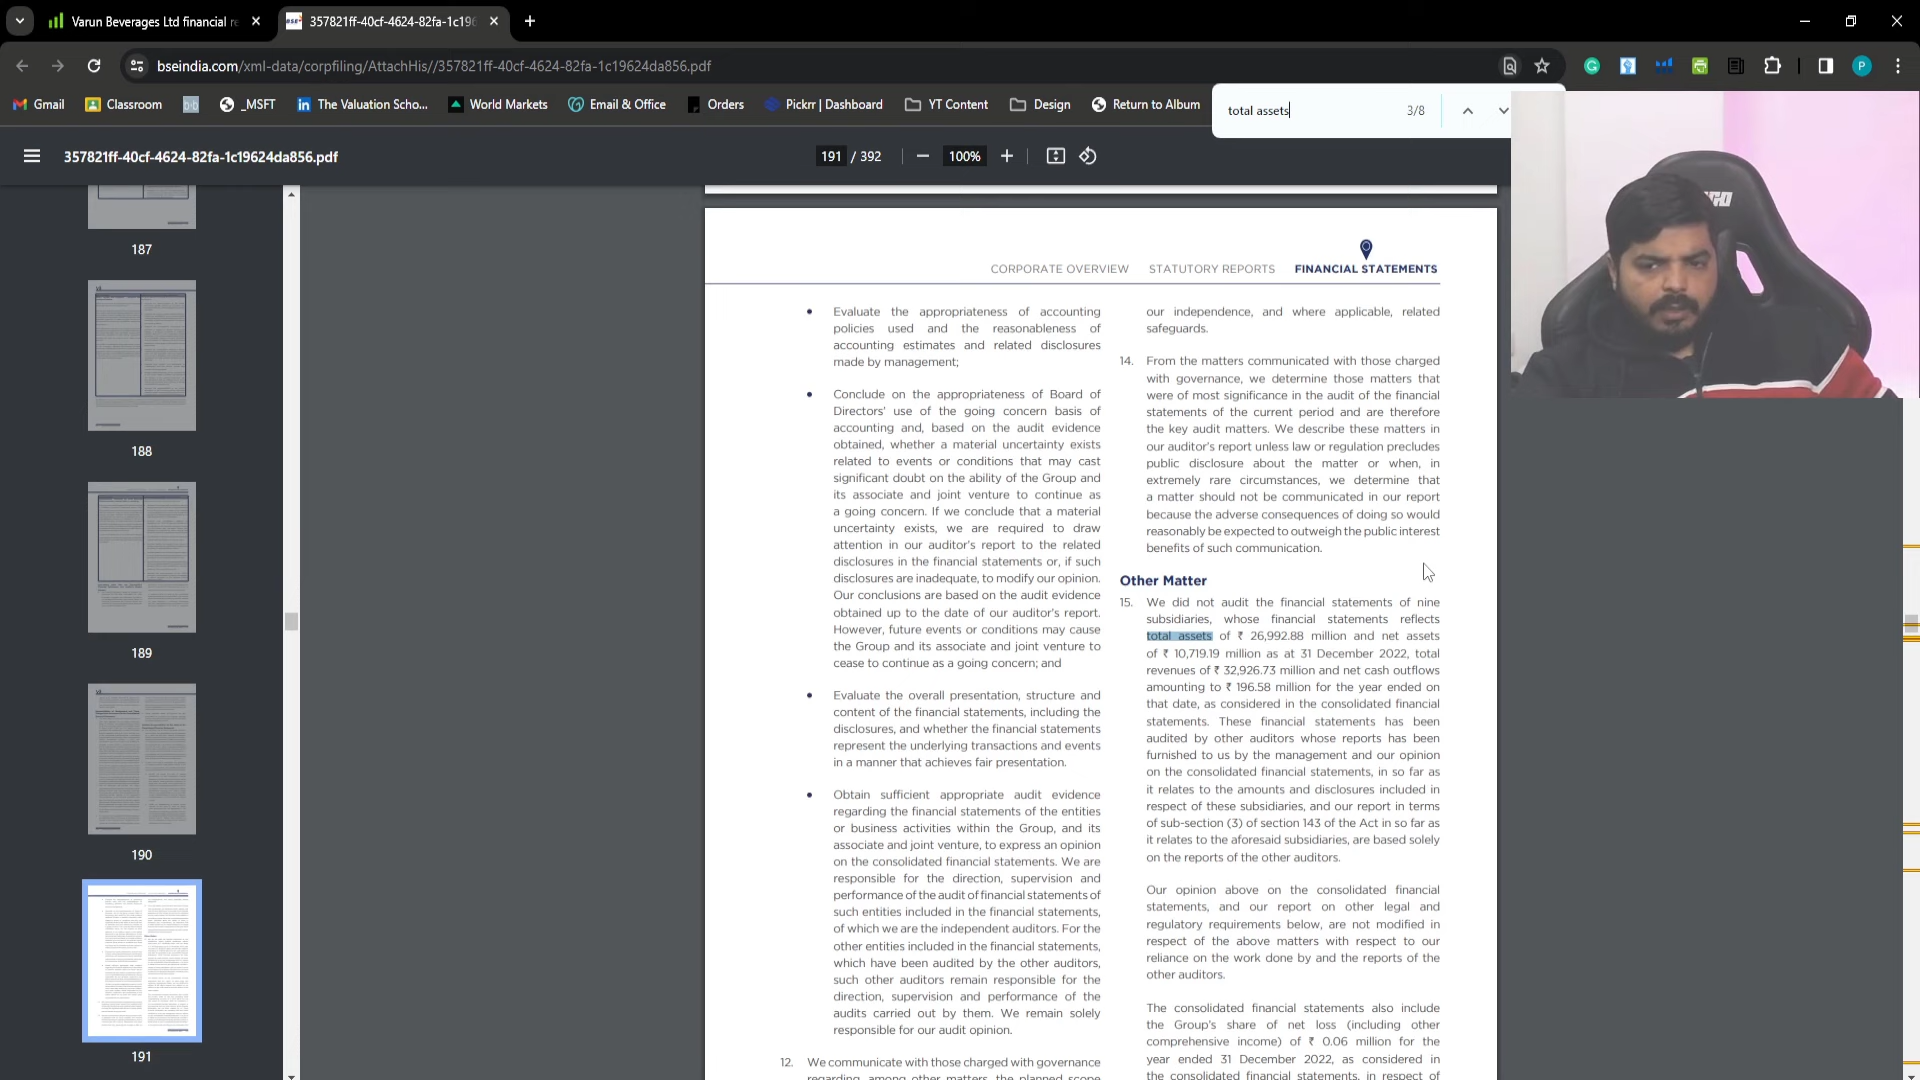 Varun Beverages Ltd financial re
357821ff-40cf-4624-82fa-1c196
bseindia.com/xml-data/corpfiling/AttachHis//357821ff-40cf-4624-82fa-1c19624da856.pdf
P
Gmail
Classroom
_MSFT
The Valuation Scho...
World Markets
Email & Office
Orders
Pickrr | Dashboard
YT Content
Design
Return to Album
total assets
3/8
357821ff-40cf-4624-82fa-1c19624da856.pdf
191 / 392
100%
187
188
189
190
191
CORPORATE OVERVIEW
STATUTORY REPORTS
FINANCIAL STATEMENTS
• Evaluate the appropriateness of accounting
policies used and the reasonableness of
accounting estimates and related disclosures
made by management;
• Conclude on the appropriateness of Board of
Directors' use of the going concern basis of
accounting and, based on the audit evidence
obtained, whether a material uncertainty exists
related to events or conditions that may cast
significant doubt on the ability of the Group and
its associate and joint venture to continue as
a going concern. If we conclude that a material
uncertainty exists, we are required to draw
attention in our auditor's report to the related
disclosures in the financial statements or, if such
disclosures are inadequate, to modify our opinion.
Our conclusions are based on the audit evidence
obtained up to the date of our auditor's report.
However, future events or conditions may cause
the Group and its associate and joint venture to
cease to continue as a going concern; and
• Evaluate the overall presentation, structure and
content of the financial statements, including the
disclosures, and whether the financial statements
represent the underlying transactions and events
in a manner that achieves fair presentation.
• Obtain sufficient appropriate audit evidence
regarding the financial statements of the entities
or business activities within the Group, and its
associate and joint venture, to express an opinion
on the consolidated financial statements. We are
responsible for the direction, supervision and
performance of the audit of financial statements of
such entities included in the financial statements,
of which we are the independent auditors. For the
other entities included in the financial statements,
which have been audited by the other auditors,
such other auditors remain responsible for the
direction, supervision and performance of the
audits carried out by them. We remain solely
responsible for our audit opinion.
12. We communicate with those charged with governance
regarding, among other matters, the planned scope
our independence, and where applicable, related
safeguards.
14. From the matters communicated with those charged
with governance, we determine those matters that
were of most significance in the audit of the financial
statements of the current period and are therefore
the key audit matters. We describe these matters in
our auditor's report unless law or regulation precludes
public disclosure about the matter or when, in
extremely rare circumstances, we determine that
a matter should not be communicated in our report
because the adverse consequences of doing so would
reasonably be expected to outweigh the public interest
benefits of such communication.
Other Matter
15. We did not audit the financial statements of nine
subsidiaries, whose financial statements reflects
total assets of ₹ 26,992.88 million and net assets
of ₹ 10,719.19 million as at 31 December 2022, total
revenues of ₹ 32,926.73 million and net cash outflows
amounting to ₹ 196.58 million for the year ended on
that date, as considered in the consolidated financial
statements. These financial statements has been
audited by other auditors whose reports has been
furnished to us by the management and our opinion
on the consolidated financial statements, in so far as
it relates to the amounts and disclosures included in
respect of these subsidiaries, and our report in terms
of sub-section (3) of section 143 of the Act in so far as
it relates to the aforesaid subsidiaries, are based solely
on the reports of the other auditors.
Our opinion above on the consolidated financial
statements, and our report on other legal and
regulatory requirements below, are not modified in
respect of the above matters with respect to our
reliance on the work done by and the reports of the
other auditors.
The consolidated financial statements also include
the Group's share of net loss (including other
comprehensive income) of ₹ 0.06 million for the
year ended 31 December 2022, as considered in
the consolidated financial statements, in respect of